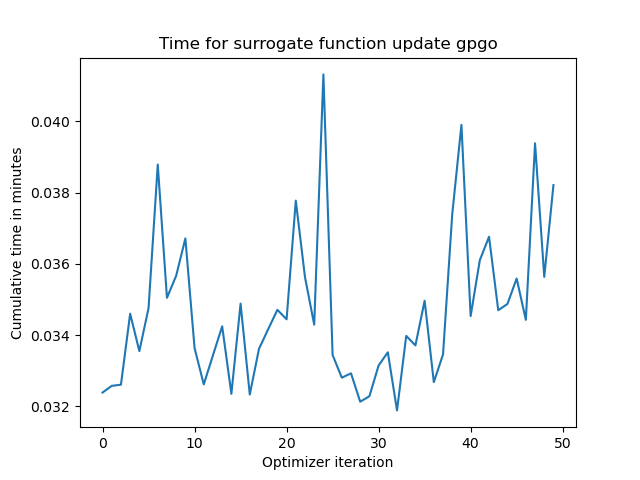 Time for surrogate function update gpgo
Cumulative time in minutes
0.040
0.038
0.036
0.034
0.032
0 10 20 30 40 50
Optimizer iteration